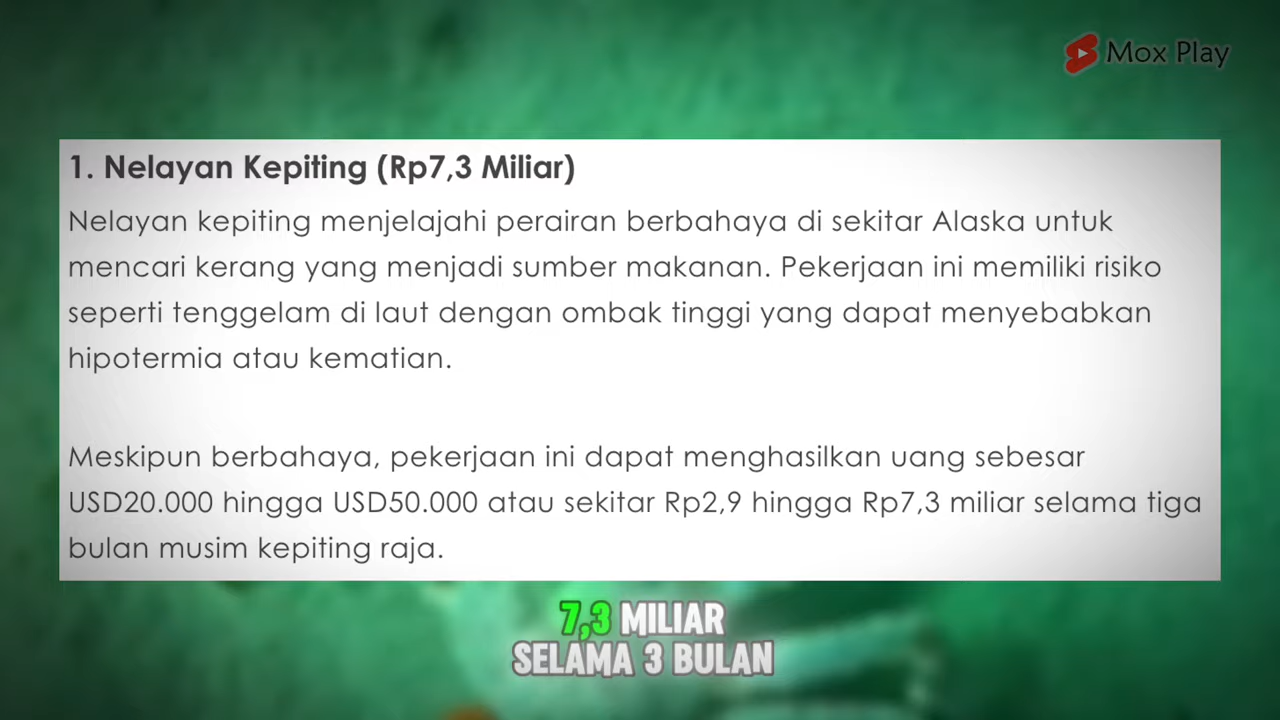 Mox Play
1. Nelayan Kepiting (Rp7,3 Miliar)
Nelayan kepiting menjelajahi perairan berbahaya di sekitar Alaska untuk
mencari kerang yang menjadi sumber makanan. Pekerjaan ini memiliki risiko
seperti tenggelam di laut dengan ombak tinggi yang dapat menyebabkan
hipotermia atau kematian.
Meskipun berbahaya, pekerjaan ini dapat menghasilkan uang sebesar
USD20.000 hingga USD50.000 atau sekitar Rp2,9 hingga Rp7,3 miliar selama tiga
bulan musim kepiting raja.
7,3 MILIAR
SELAMA 3 BULAN